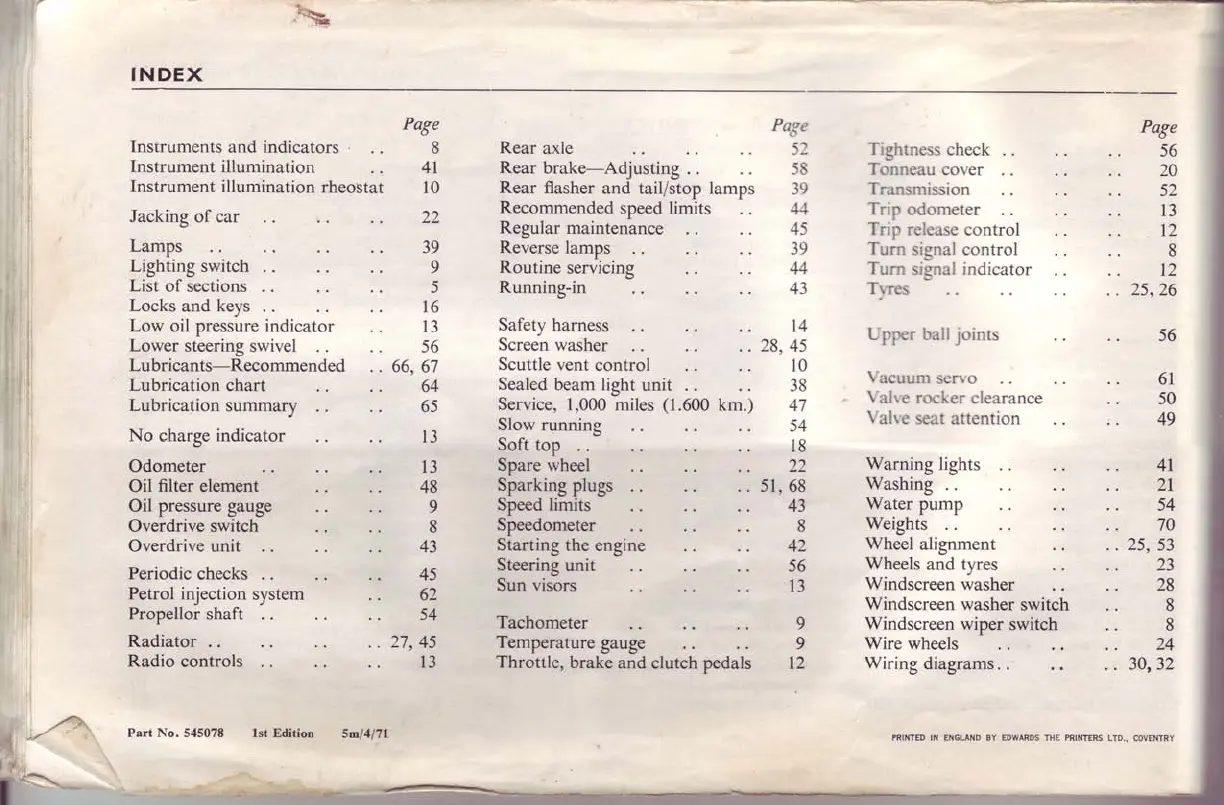 INDEX
Page
Instruments and indicators . . 8
Instrument illumination . . 41
Instrument illumination rheostat 10
Jacking of car . . . . . . 22
Lamps . . . . . . . . 39
Lighting switch . . . . . . 9
List of sections . . . . . . 5
Locks and keys . . . . . . 16
Low oil pressure indicator . . 13
Lower steering swivel . . . . 56
Lubricants—Recommended . . 66, 67
Lubrication chart . . . . 64
Lubrication summary . . . . 65
No charge indicator . . . . 13
Odometer . . . . . . 13
Oil filter element . . . . 48
Oil pressure gauge . . . . 9
Overdrive switch . . . . 8
Overdrive unit . . . . . . 43
Periodic checks . . . . . . 45
Petrol injection system . . 62
Propellor shaft . . . . . . 54
Radiator . . . . . . . . 27, 45
Radio controls . . . . . . 13
Page
Rear axle . . . . . . 52
Rear brake—Adjusting . . . . 58
Rear flasher and tail/stop lamps 39
Recommended speed limits . . 44
Regular maintenance . . . . 45
Reverse lamps . . . . . . 39
Routine servicing . . . . 44
Running-in . . . . . . 43
Safety harness . . . . . . 14
Screen washer . . . . . . 28, 45
Scuttle vent control . . . . 10
Sealed beam light unit . . . . 38
Service, 1,000 miles (1.600 km.) 47
Slow running . . . . . . 54
Soft top . . . . . . . . 18
Spare wheel . . . . . . 22
Sparking plugs . . . . . . 51, 68
Speed limits . . . . . . 43
Speedometer . . . . . . 8
Starting the engine . . . . 42
Steering unit . . . . . . 56
Sun visors . . . . . . 13
Tachometer . . . . . . 9
Temperature gauge . . . . 9
Throttle, brake and clutch pedals 12
Page
Tightness check . . . . . . 56
Tonneau cover . . . . . . 20
Transmission . . . . . . 52
Trip odometer . . . . . . 13
Trip release control . . . . 12
Turn signal control . . . . 8
Turn signal indicator . . . . 12
Tyres . . . . . . . . 25, 26
Upper ball joints . . . . 56
Vacuum servo . . . . . . 61
Valve rocker clearance . . 50
Valve seat attention . . . . 49
Warning lights . . . . . . 41
Washing . . . . . . . . 21
Water pump . . . . . . 54
Weights . . . . . . . . 70
Wheel alignment . . . . 25, 53
Wheels and tyres . . . . 23
Windscreen washer . . . . 28
Windscreen washer switch . . 8
Windscreen wiper switch . . 8
Wire wheels . . . . . . 24
Wiring diagrams . . . . . . 30, 32
Part No. 545078 1st Edition 5m/4/71
PRINTED IN ENGLAND BY EDWARDS THE PRINTERS LTD., COVENTRY